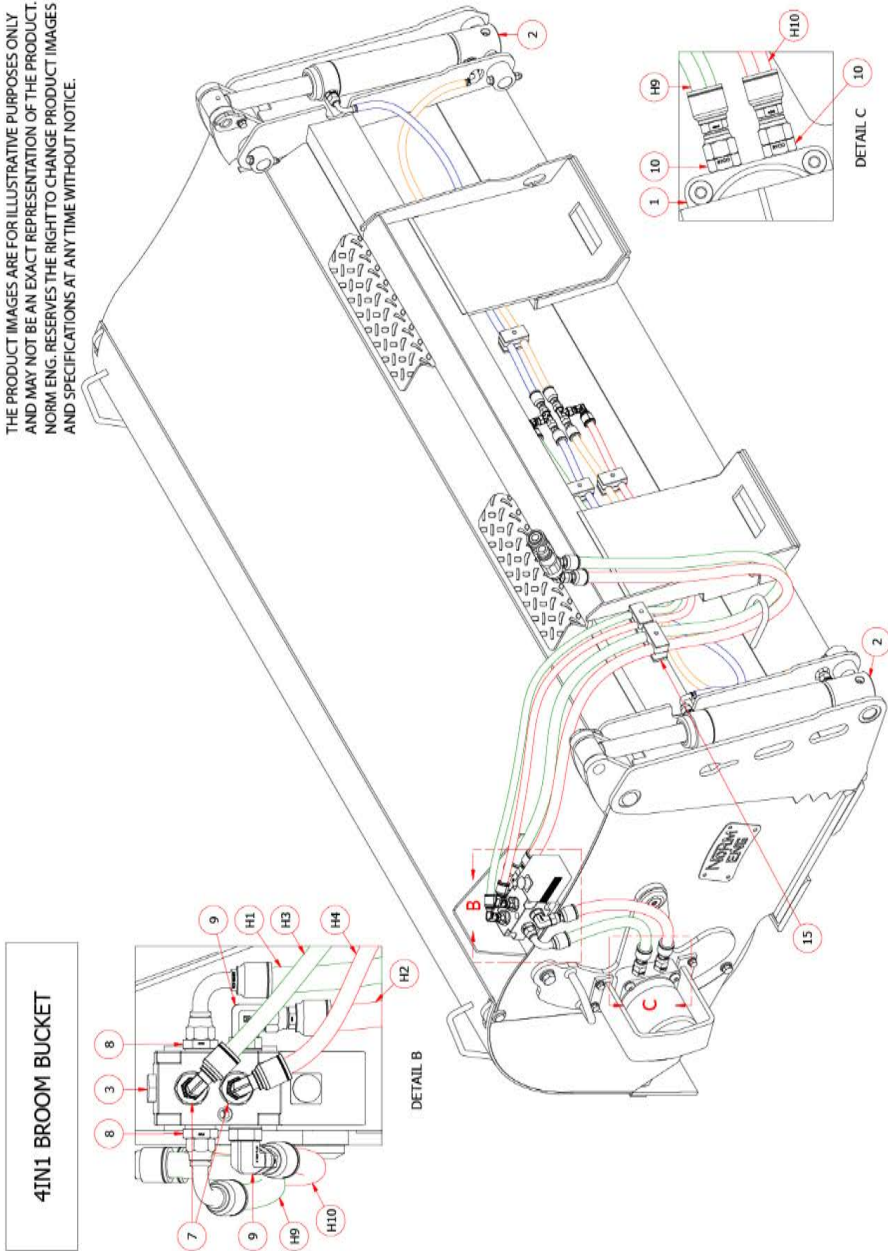 4IN1 BROOM BUCKET
THE PRODUCT IMAGES ARE FOR ILLUSTRATIVE PURPOSES ONLY
AND MAY NOT BE AN EXACT REPRESENTATION OF THE PRODUCT.
NORM ENG. RESERVES THE RIGHT TO CHANGE PRODUCT IMAGES
AND SPECIFICATIONS AT ANY TIME WITHOUT NOTICE.
8
3
8
9
H1
H3
H4
H2
7
9
H9
H10
DETAIL B
B
C
NORM
ENG
15
2
2
1
10
H9
H10
10
DETAIL C